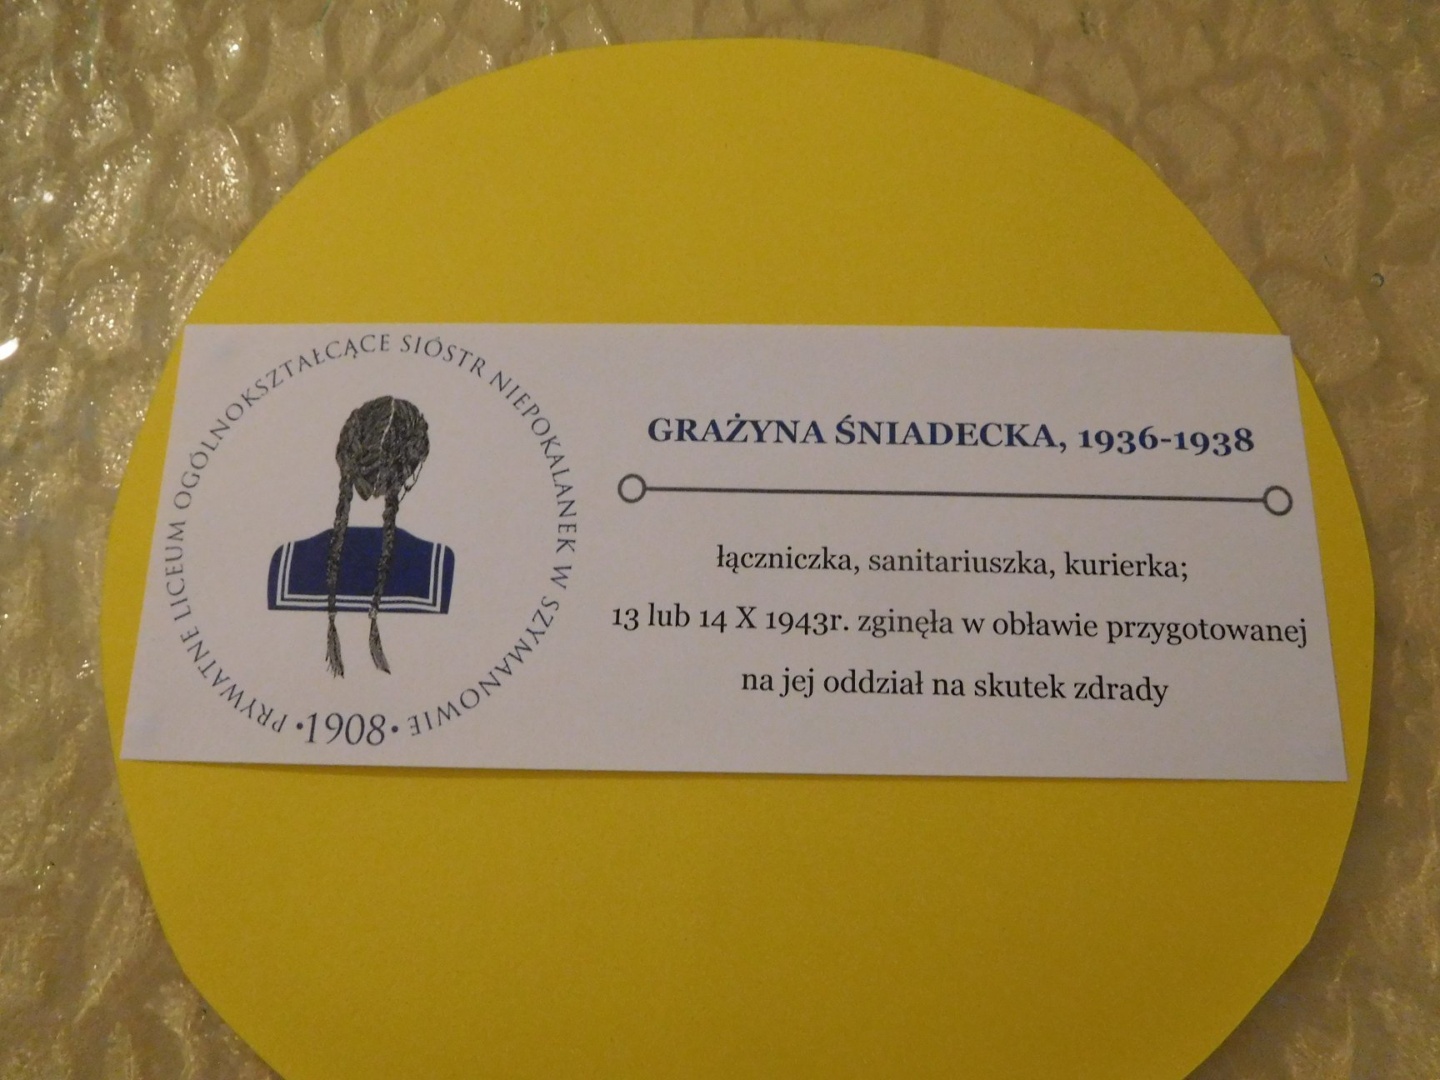 PRYWATNE LICEUM OGÓLNOKSZTAŁCĄCE SIÓSTR NIEPOKALANEK W SZYMANOWIE
•1908•
GRAŻYNA ŚNIADECKA, 1936-1938
łączniczka, sanitariuszka, kurierka;
13 lub 14 X 1943r. zginęła w obławie przygotowanej
na jej oddział na skutek zdrady